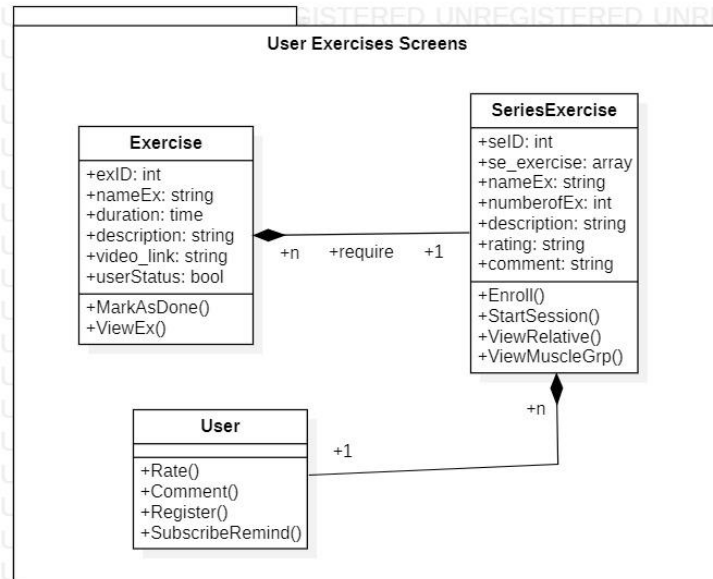 GISTERED UNREGISTERED UNRE
User Exercises Screens
Exercise
+exID: int
+nameEx: string
+duration: time
+description: string
+video_link: string
+userStatus: bool
+MarkAsDone()
+ViewEx()
+n
+require
+1
SeriesExercise
+seID: int
+se_exercise: array
+nameEx: string
+numberofEx: int
+description: string
+rating: string
+comment: string
+Enroll()
+StartSession()
+ViewRelative()
+ViewMuscleGrp()
+n
+1
User
+Rate()
+Comment()
+Register()
+SubscribeRemind()